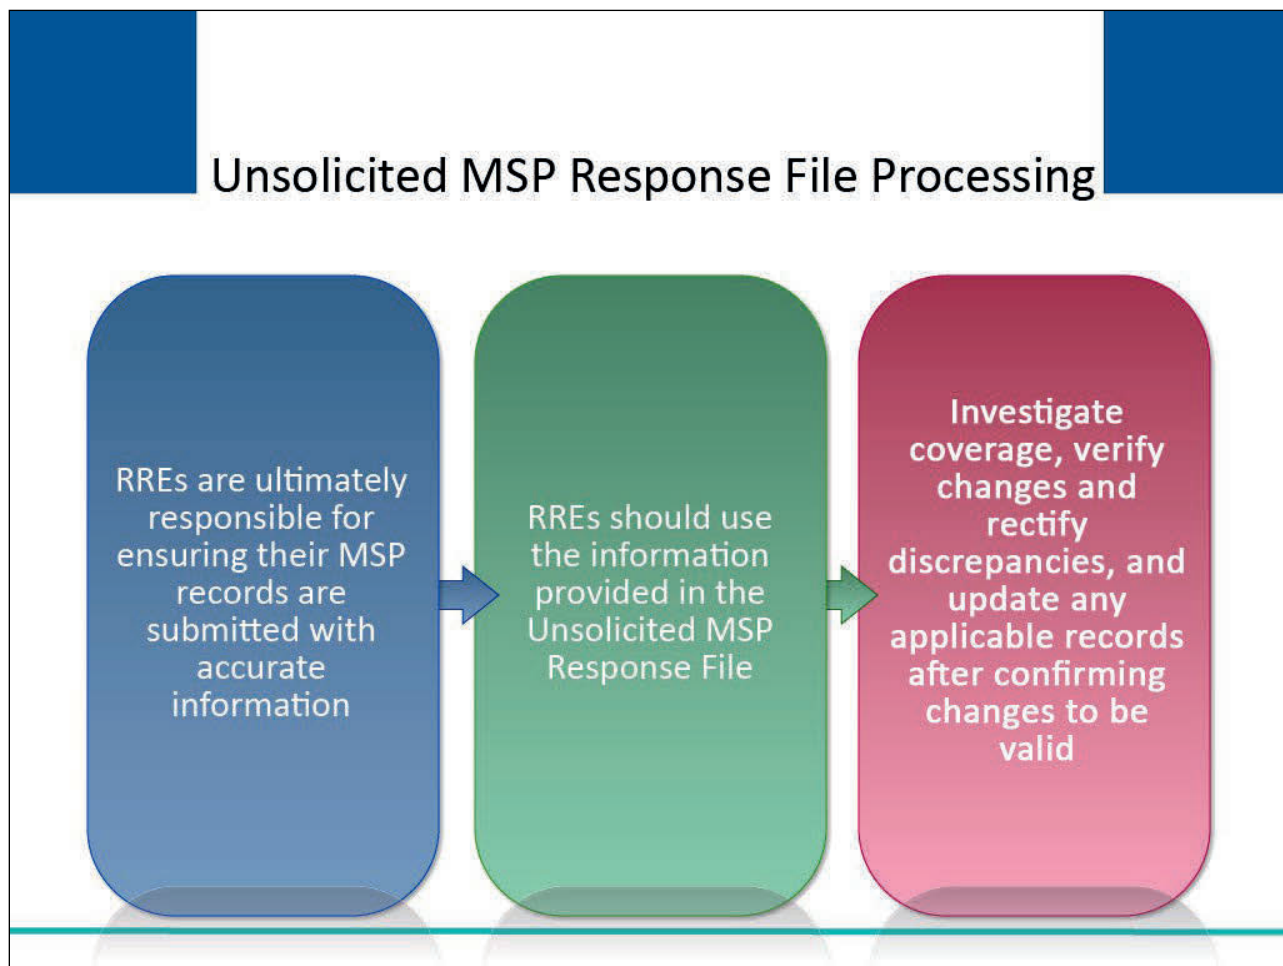 Unsolicited MSP Response File Processing
RREs are ultimately
responsible for
ensuring their MSP
records are
submitted with
accurate
information
RREs should use
the information
provided in the
Unsolicited MSP
Response File
Investigate
coverage, verify
changes and
rectify
discrepancies, and
update any
applicable records
after confirming
changes to be
valid